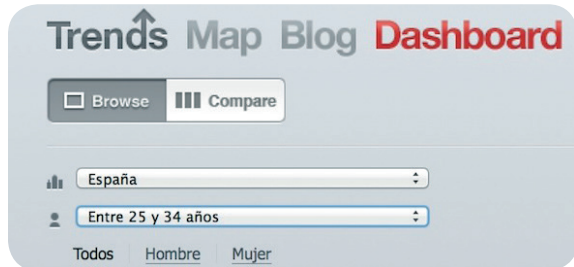 Trends Map Blog Dashboard
Browse Compare
España
Entre 25 y 34 años
Todos Hombre Mujer